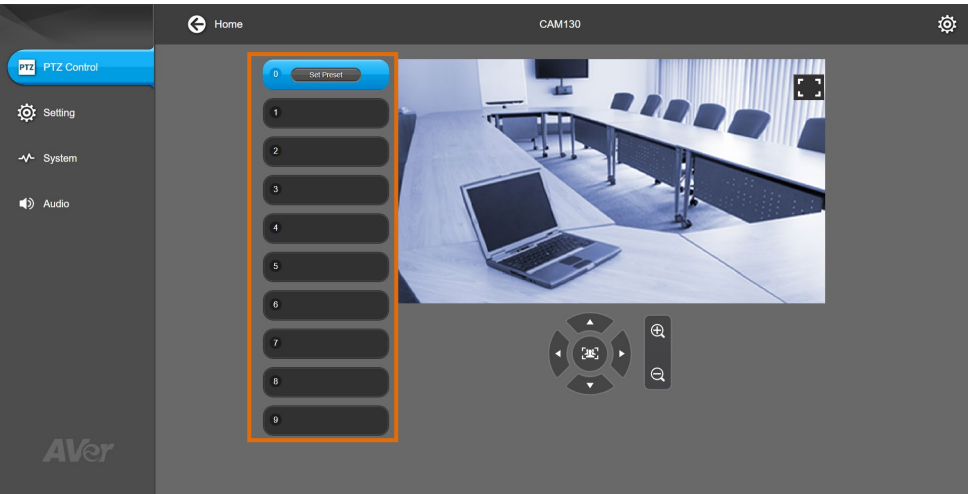 Home
CAM130
PTZ PTZ Control
Setting
System
Audio
0 Set Preset
1
2
3
4
5
6
7
8
9
AVer